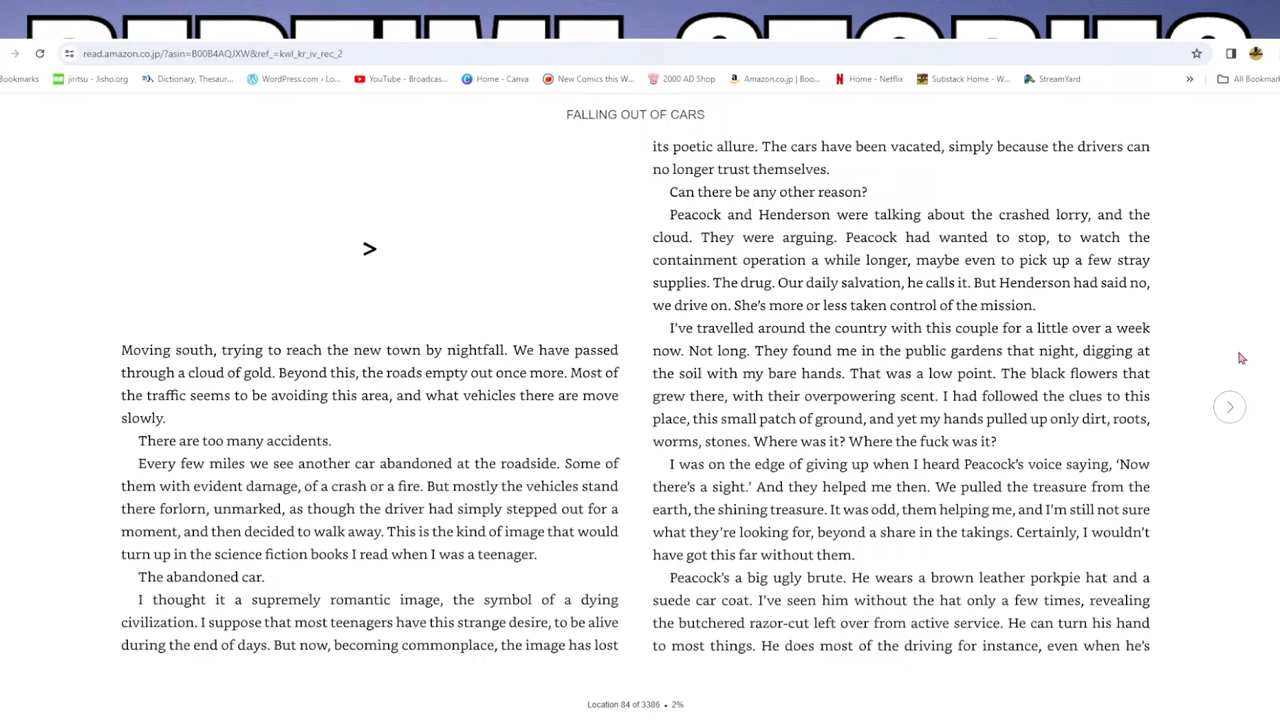 BEDTIME STORIES
read.amazon.co.jp/?asin=B00B4AQJXW&ref_=kwl_kr_iv_rec_2
Bookmarks jiritsu - Jisho.org Dictionary, Thesaur... WordPress.com ‹ Lo... YouTube - Broadcas... Home - Canva New Comics this W... 2000 AD Shop Amazon.co.jp | Boo... Home - Netflix Substack Home - W... StreamYard » All Bookmar
FALLING OUT OF CARS
>
Moving south, trying to reach the new town by nightfall. We have passed
through a cloud of gold. Beyond this, the roads empty out once more. Most of
the traffic seems to be avoiding this area, and what vehicles there are move
slowly.
There are too many accidents.
Every few miles we see another car abandoned at the roadside. Some of
them with evident damage, of a crash or a fire. But mostly the vehicles stand
there forlorn, unmarked, as though the driver had simply stepped out for a
moment, and then decided to walk away. This is the kind of image that would
turn up in the science fiction books I read when I was a teenager.
The abandoned car.
I thought it a supremely romantic image, the symbol of a dying
civilization. I suppose that most teenagers have this strange desire, to be alive
during the end of days. But now, becoming commonplace, the image has lost
its poetic allure. The cars have been vacated, simply because the drivers can
no longer trust themselves.
Can there be any other reason?
Peacock and Henderson were talking about the crashed lorry, and the
cloud. They were arguing. Peacock had wanted to stop, to watch the
containment operation a while longer, maybe even to pick up a few stray
supplies. The drug. Our daily salvation, he calls it. But Henderson had said no,
we drive on. She's more or less taken control of the mission.
I've travelled around the country with this couple for a little over a week
now. Not long. They found me in the public gardens that night, digging at
the soil with my bare hands. That was a low point. The black flowers that
grew there, with their overpowering scent. I had followed the clues to this
place, this small patch of ground, and yet my hands pulled up only dirt, roots,
worms, stones. Where was it? Where the fuck was it?
I was on the edge of giving up when I heard Peacock's voice saying, 'Now
there's a sight.' And they helped me then. We pulled the treasure from the
earth, the shining treasure. It was odd, them helping me, and I'm still not sure
what they're looking for, beyond a share in the takings. Certainly, I wouldn't
have got this far without them.
Peacock's a big ugly brute. He wears a brown leather porkpie hat and a
suede car coat. I've seen him without the hat only a few times, revealing
the butchered razor-cut left over from active service. He can turn his hand
to most things. He does most of the driving for instance, even when he's
Location 84 of 3386 • 2%